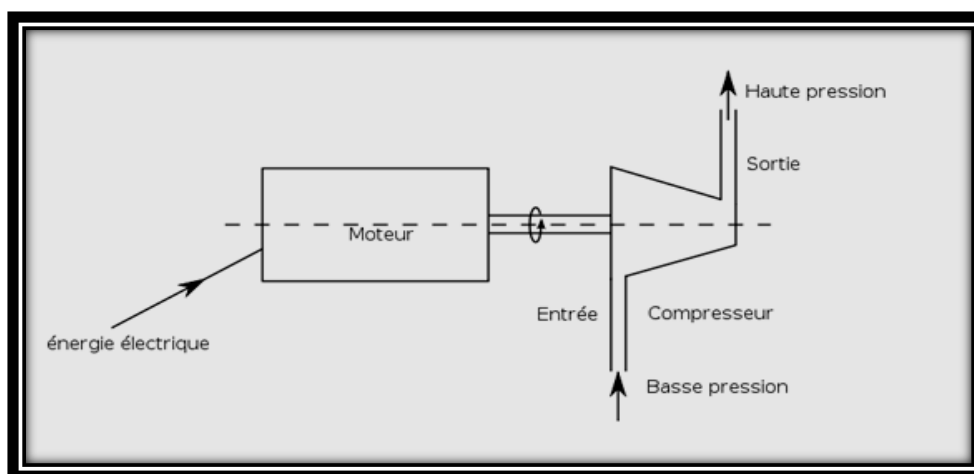 Haute pression
Sortie
Moteur
Entrée
Compresseur
énergie électrique
Basse pression